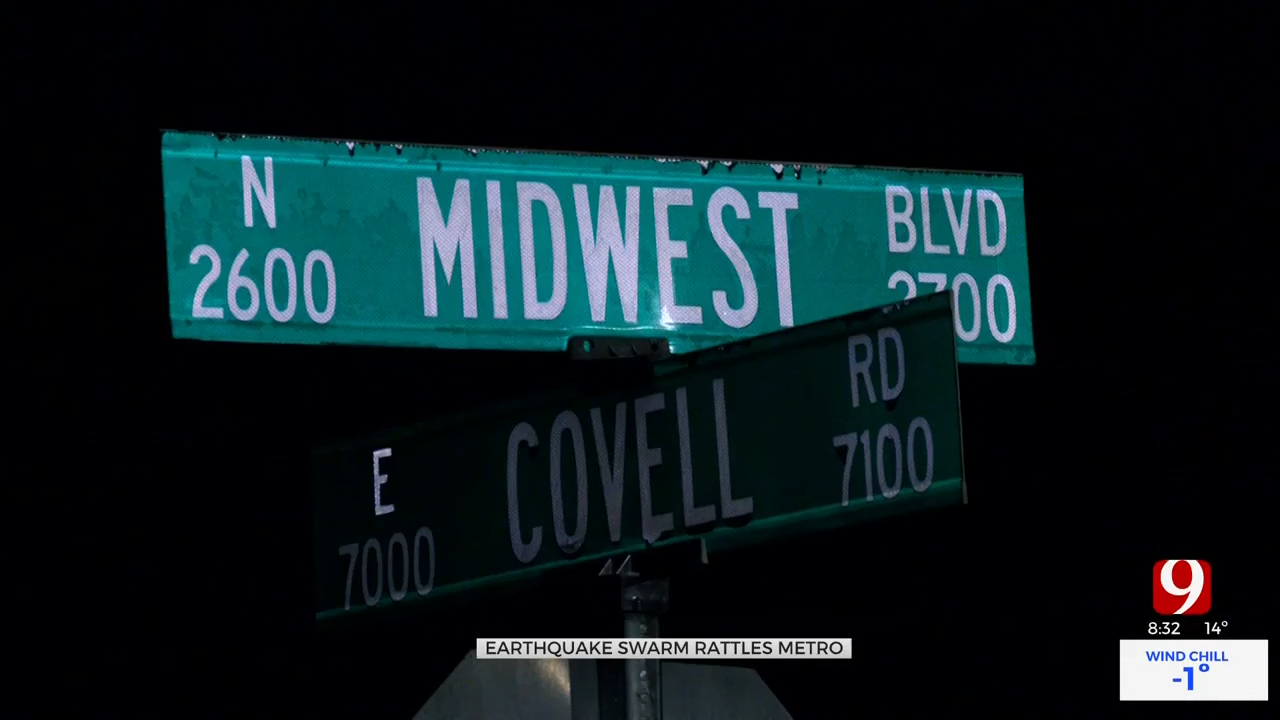 N MIDWEST BLVD
2600 2700
E COVELL RD
7000 7100
EARTHQUAKE SWARM RATTLES METRO
9
8:32 14°
WIND CHILL
-1°